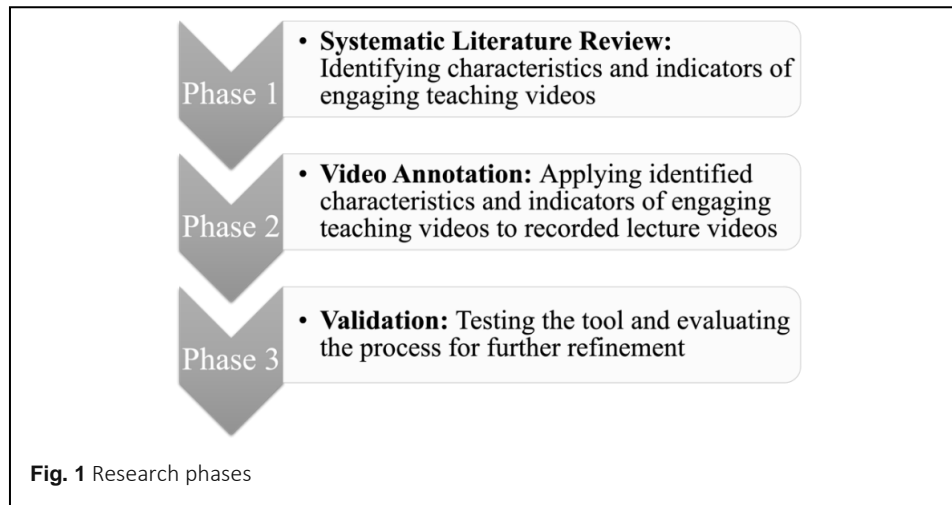 Phase 1
• Systematic Literature Review:
Identifying characteristics and indicators of
engaging teaching videos
Phase 2
• Video Annotation: Applying identified
characteristics and indicators of engaging
teaching videos to recorded lecture videos
Phase 3
• Validation: Testing the tool and evaluating
the process for further refinement
Fig. 1 Research phases